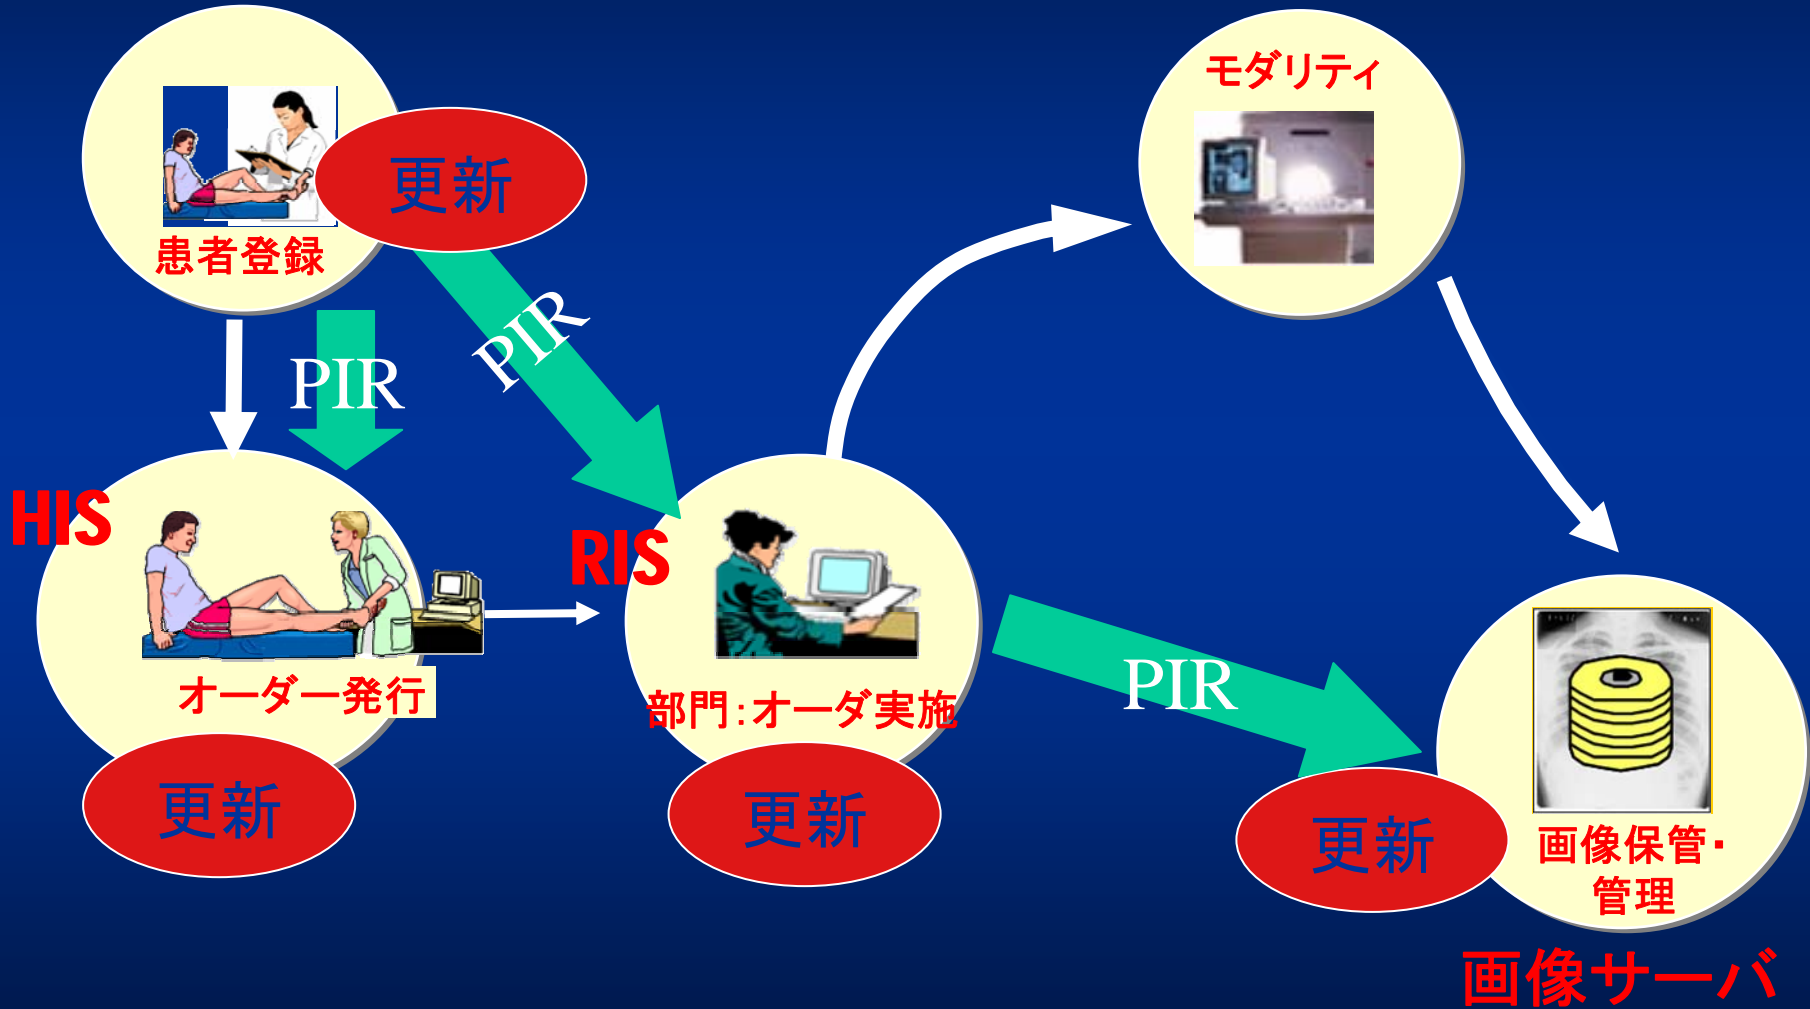 モダリティ
更新
患者登録
PIR
PIR
HIS
RIS
オーダー発行
部門:オーダ実施
PIR
更新
更新
更新
画像保管・
管理
画像サーバ